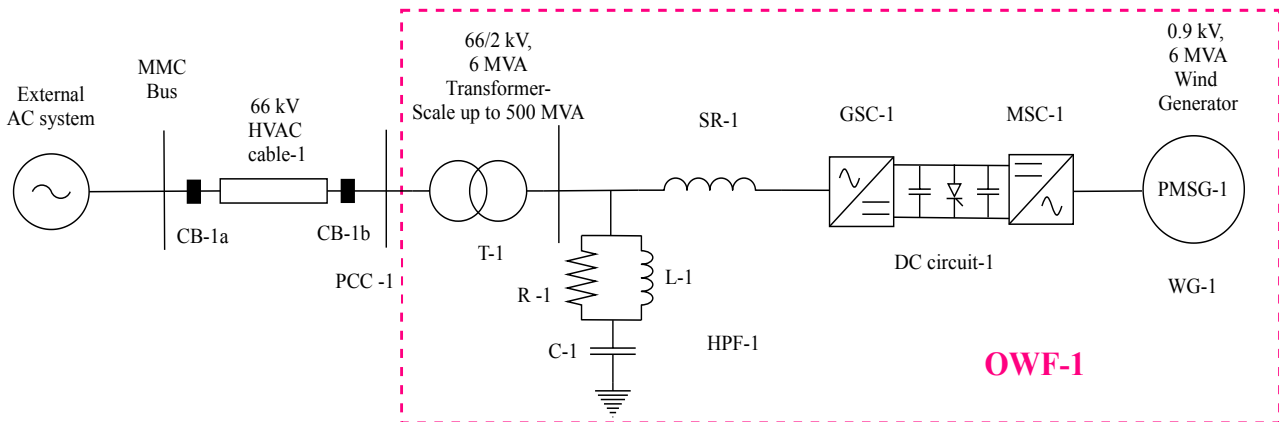 External
AC system
MMC
Bus
66 kV
HVAC
cable-1
CB-1a
CB-1b
PCC -1
66/2 kV,
6 MVA
Transformer-
Scale up to 500 MVA
T-1
R -1
L-1
C-1
HPF-1
SR-1
GSC-1
MSC-1
DC circuit-1
0.9 kV,
6 MVA
Wind
Generator
PMSG-1
WG-1
OWF-1